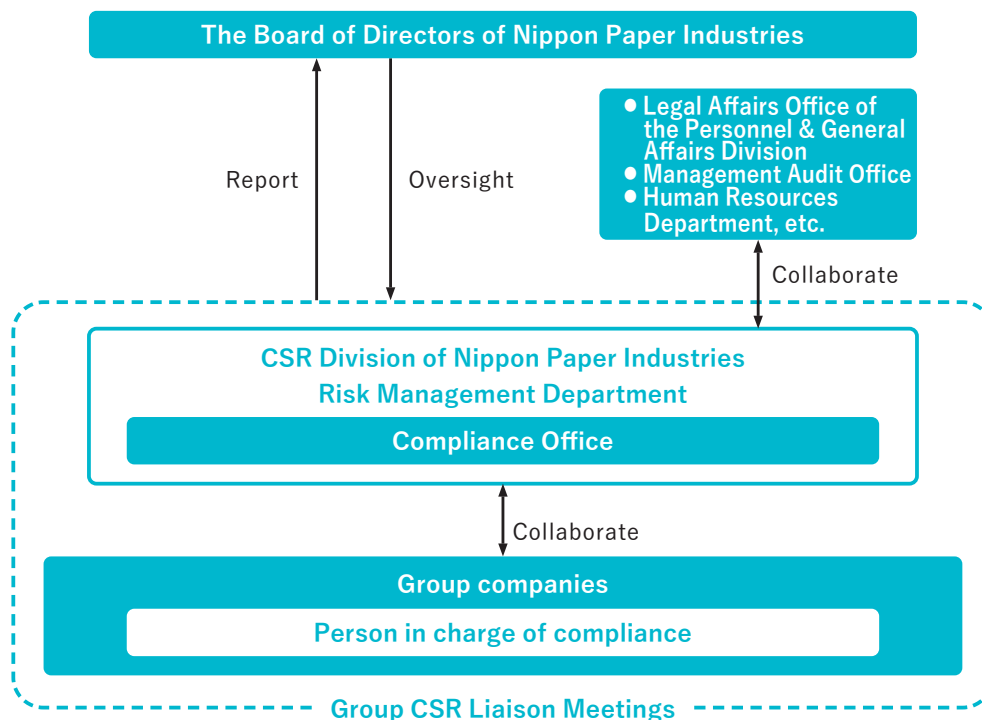 The Board of Directors of Nippon Paper Industries
● Legal Affairs Office of
the Personnel & General
Affairs Division
● Management Audit Office
● Human Resources
Department, etc.
Report
Oversight
Collaborate
CSR Division of Nippon Paper Industries
Risk Management Department
Compliance Office
Collaborate
Group companies
Person in charge of compliance
Group CSR Liaison Meetings